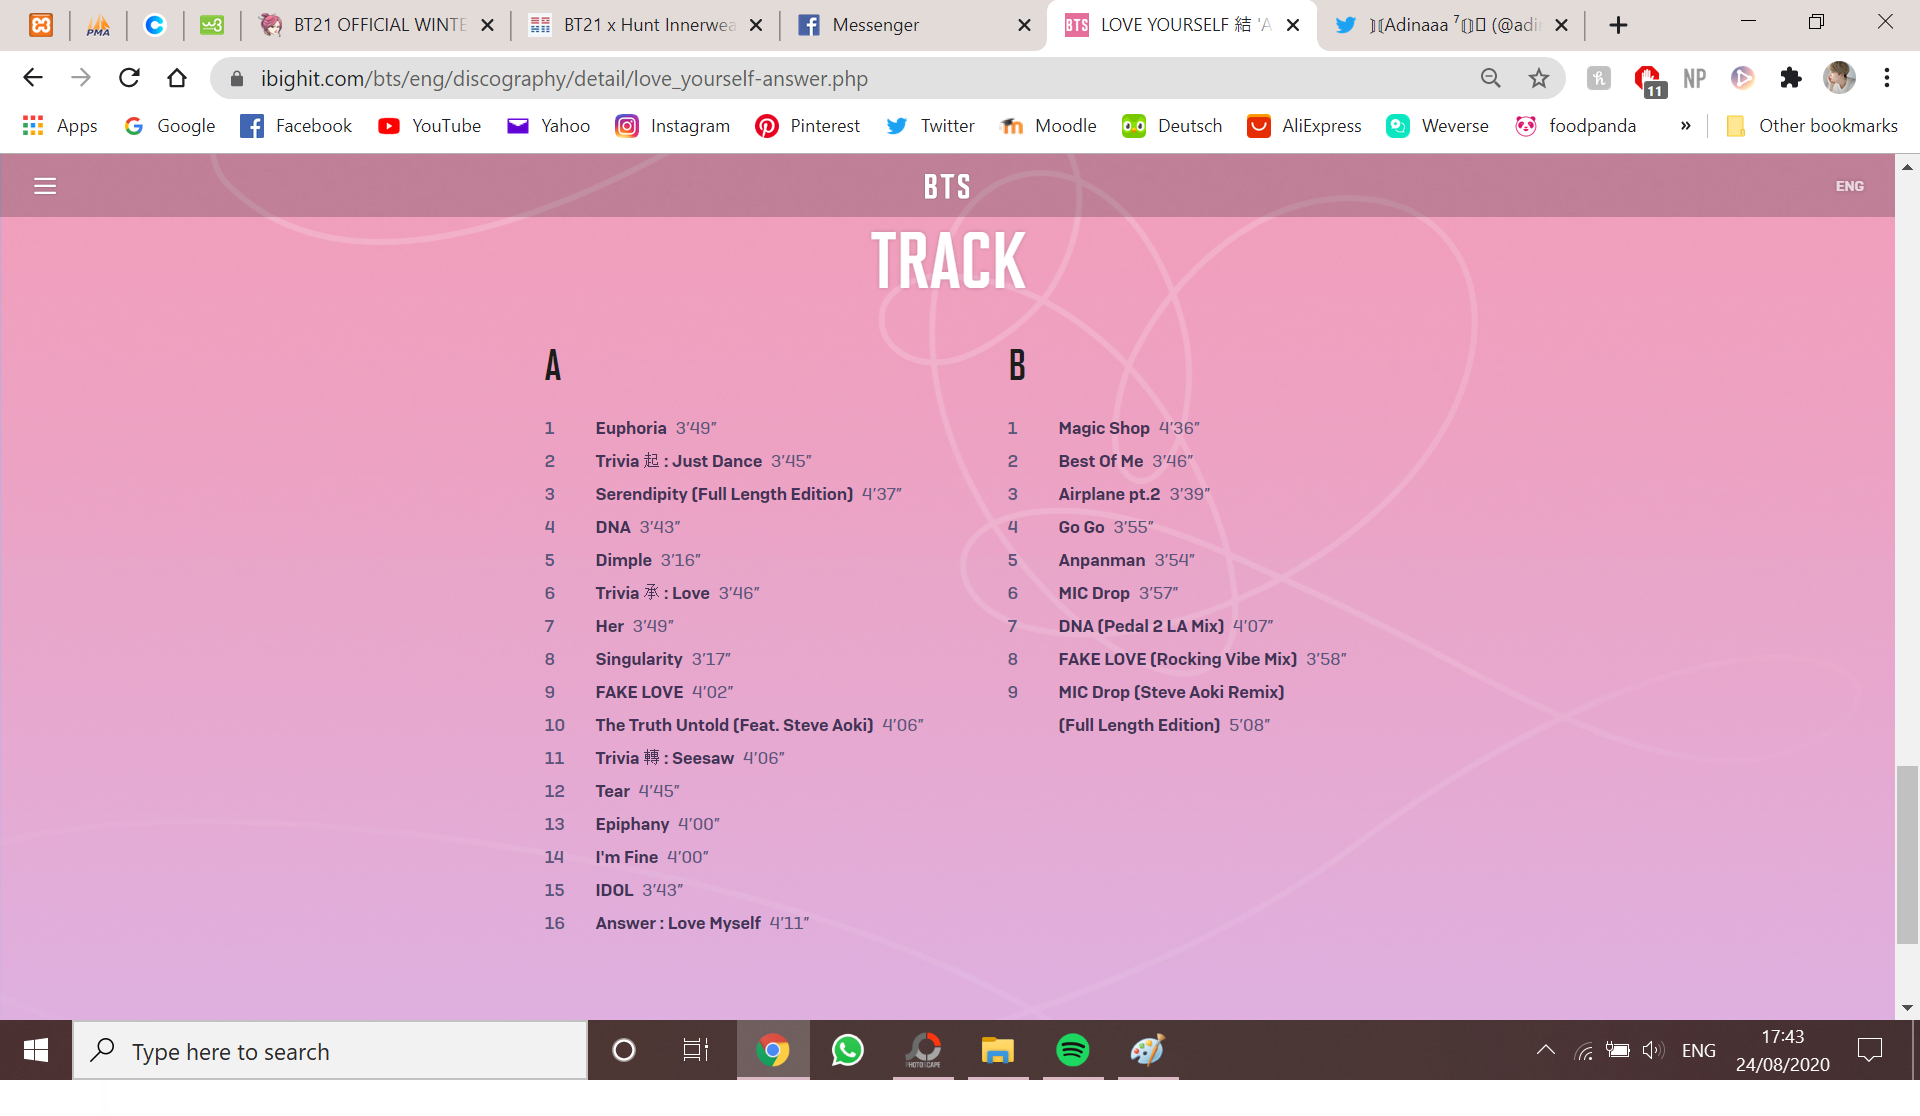 BT21 OFFICIAL WINTE
BT21 x Hunt Innerwea
Messenger
BTS
LOVE YOURSELF 結 'A
Adinaaa ⁷
(@adi
PMA
ibighit.com/bts/eng/discography/detail/love_yourself-answer.php
11
NP
Apps
Google
Facebook
YouTube
Yahoo
Instagram
Pinterest
Twitter
Moodle
Deutsch
AliExpress
Weverse
foodpanda
»
Other bookmarks
BTS
ENG
TRACK
A
1 Euphoria 3'49"
2 Trivia 起 : Just Dance 3'45"
3 Serendipity (Full Length Edition) 4'37"
4 DNA 3'43"
5 Dimple 3'16"
6 Trivia 承 : Love 3'46"
7 Her 3'49"
8 Singularity 3'17"
9 FAKE LOVE 4'02"
10 The Truth Untold (Feat. Steve Aoki) 4'06"
11 Trivia 轉 : Seesaw 4'06"
12 Tear 4'45"
13 Epiphany 4'00"
14 I'm Fine 4'00"
15 IDOL 3'43"
16 Answer : Love Myself 4'11"
B
1 Magic Shop 4'36"
2 Best Of Me 3'46"
3 Airplane pt.2 3'39"
4 Go Go 3'55"
5 Anpanman 3'54"
6 MIC Drop 3'57"
7 DNA (Pedal 2 LA Mix) 4'07"
8 FAKE LOVE (Rocking Vibe Mix) 3'58"
9 MIC Drop (Steve Aoki Remix)
(Full Length Edition) 5'08"
Type here to search
PHOTOSCAPE
ENG
17:43
24/08/2020